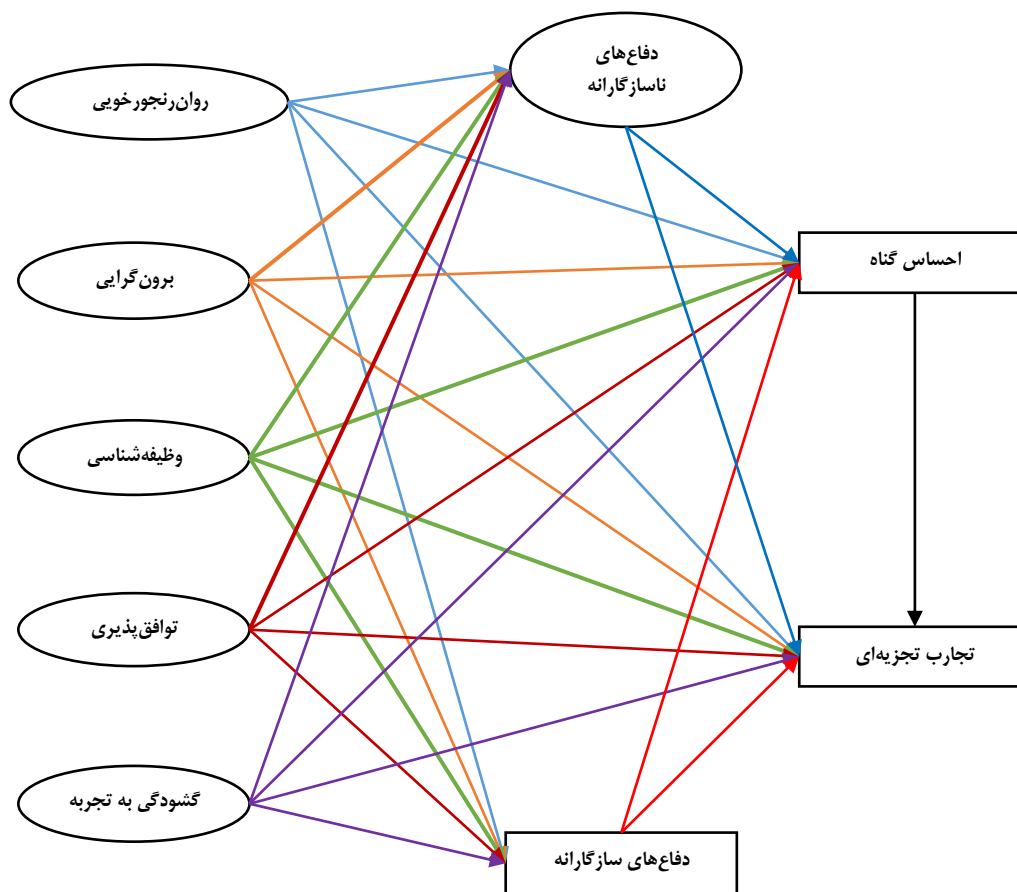 دفاع‌های
ناسازگارانه
روان‌رنجورخویی
احساس گناه
برون‌گرایی
وظیفه‌شناسی
توافق‌پذیری
تجارب تجزیه‌ای
گشودگی به تجربه
دفاع‌های سازگارانه